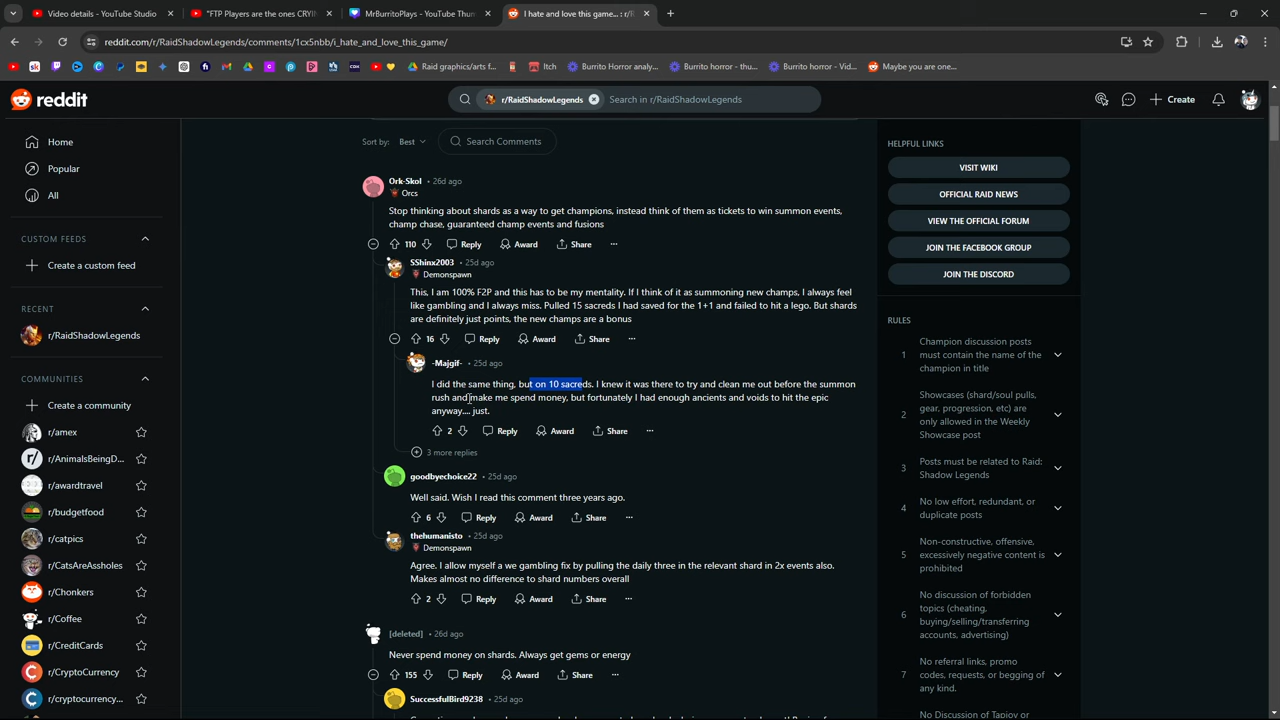 Video details - YouTube Studio
"FTP Players are the ones CRYIN
MrBurritoPlays - YouTube Thu
I hate and love this game... : r/R
reddit.com/r/RaidShadowLegends/comments/1cx5nbb/i_hate_and_love_this_game/
Raid graphics/arts f...
Itch
Burrito Horror analy...
Burrito horror - thu...
Burrito horror - Vid...
Maybe you are one...
reddit
r/RaidShadowLegends
Search in r/RaidShadowLegends
Create
Home
Popular
All
CUSTOM FEEDS
Create a custom feed
RECENT
r/RaidShadowLegends
COMMUNITIES
Create a community
r/amex
r/AnimalsBeingD...
r/awardtravel
r/budgetfood
r/catpics
r/CatsAreAssholes
r/Chonkers
r/Coffee
r/CreditCards
r/CryptoCurrency
r/cryptocurrency...
Sort by: Best
Search Comments
Ork-Skol • 26d ago
Orcs
Stop thinking about shards as a way to get champions, instead think of them as tickets to win summon events,
champ chase, guaranteed champ events and fusions
110 Reply Award Share ...
SShinx2003 • 25d ago
Demonspawn
This, I am 100% F2P and this has to be my mentality. If I think of it as summoning new champs, I always feel
like gambling and I always miss. Pulled 15 sacreds I had saved for the 1+1 and failed to hit a lego. But shards
are definitely just points, the new champs are a bonus
16 Reply Award Share ...
-Majgif- • 25d ago
I did the same thing, but on 10 sacreds. I knew it was there to try and clean me out before the summon
rush and make me spend money, but fortunately I had enough ancients and voids to hit the epic
anyway.... just.
2 Reply Award Share ...
3 more replies
goodbyechoice22 • 25d ago
Well said. Wish I read this comment three years ago.
6 Reply Award Share ...
thehumanisto • 25d ago
Demonspawn
Agree. I allow myself a we gambling fix by pulling the daily three in the relevant shard in 2x events also.
Makes almost no difference to shard numbers overall
2 Reply Award Share ...
[deleted] • 26d ago
Never spend money on shards. Always get gems or energy
155 Reply Award Share ...
SuccessfulBird9238 • 25d ago
HELPFUL LINKS
VISIT WIKI
OFFICIAL RAID NEWS
VIEW THE OFFICIAL FORUM
JOIN THE FACEBOOK GROUP
JOIN THE DISCORD
RULES
1 Champion discussion posts
must contain the name of the
champion in title
2 Showcases (shard/soul pulls,
gear, progression, etc) are
only allowed in the Weekly
Showcase post
3 Posts must be related to Raid:
Shadow Legends
4 No low effort, redundant, or
duplicate posts
5 Non-constructive, offensive,
excessively negative content is
prohibited
6 No discussion of forbidden
topics (cheating,
buying/selling/transferring
accounts, advertising)
7 No referral links, promo
codes, requests, or begging of
any kind.
No Discussion of Tapjoy or